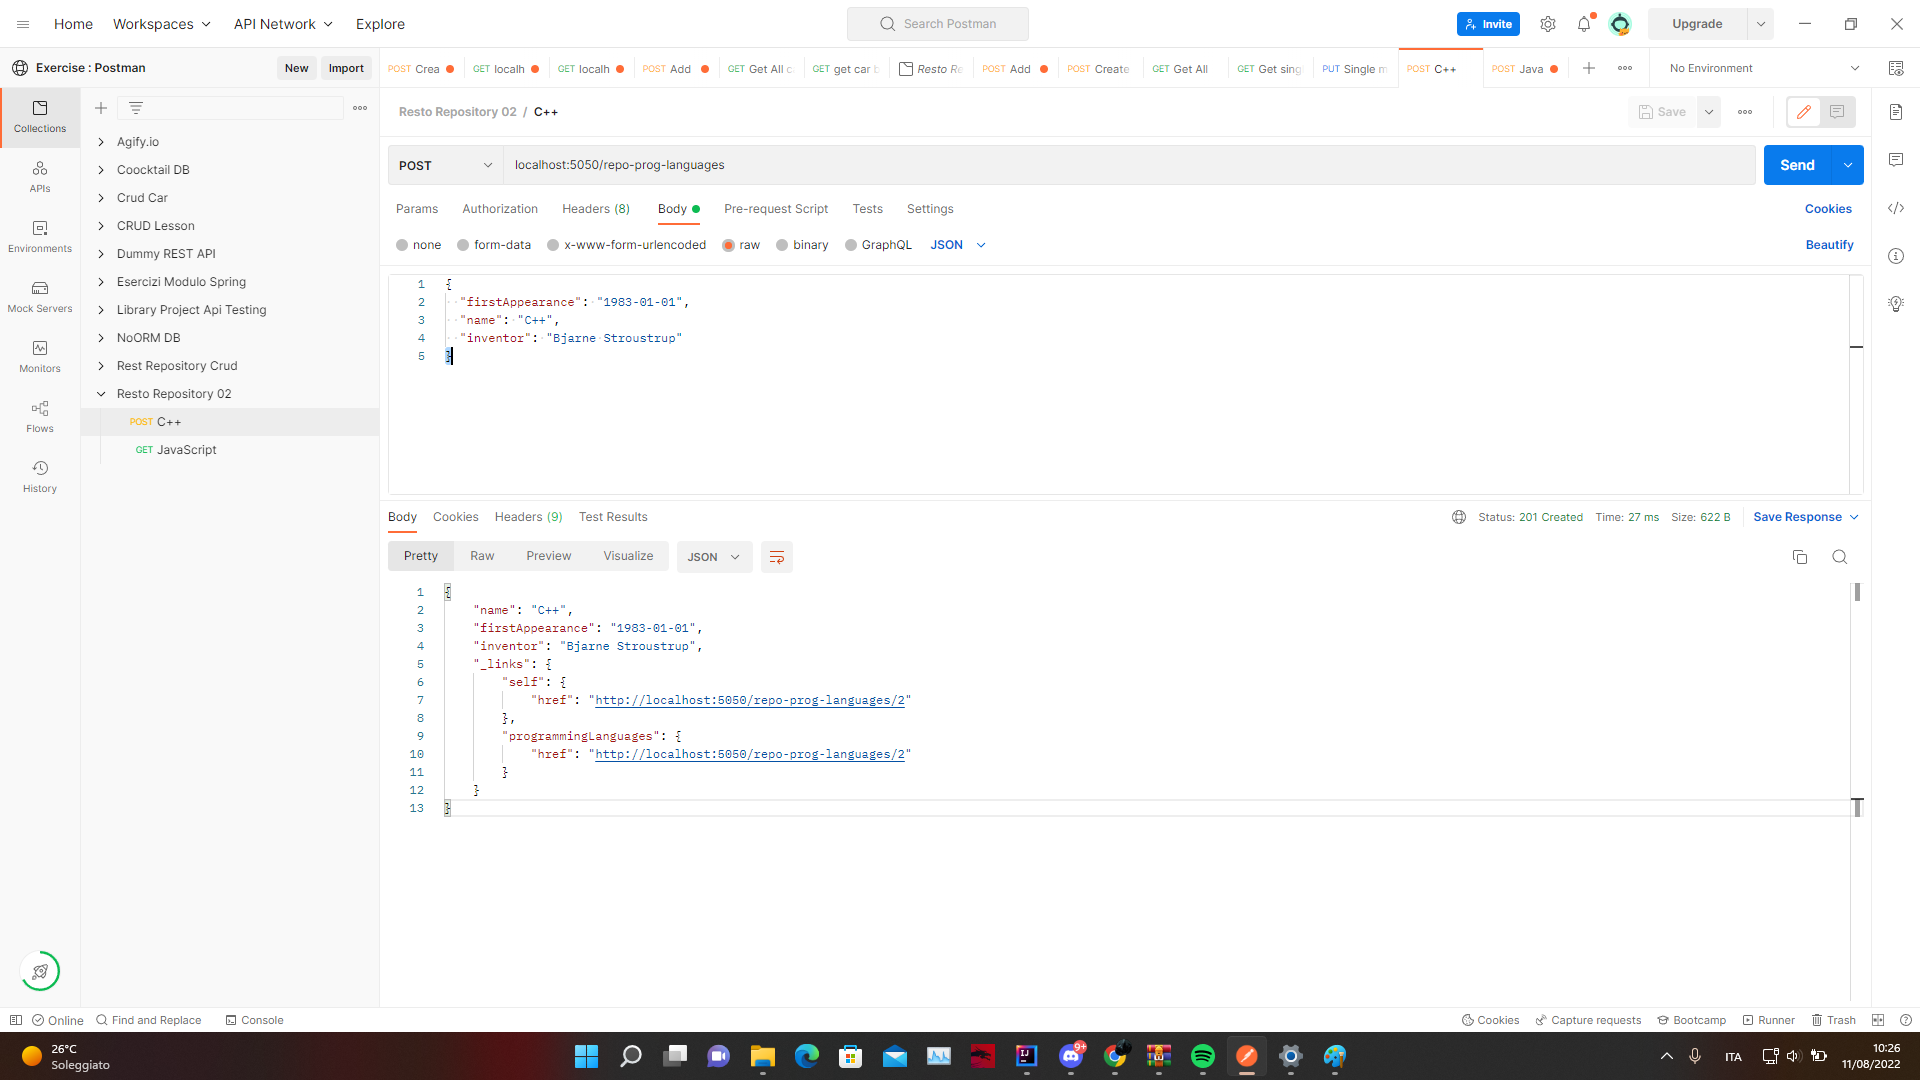 Home Workspaces API Network Explore Search Postman Invite Upgrade
Exercise : Postman New Import
POST Crea GET localh GET localh POST Add GET Get All c GET get car b Resto Re POST Add POST Create GET Get All GET Get sing PUT Single m POST C++ POST Java No Environment
Collections
APIs
Environments
Mock Servers
Monitors
Flows
History
Agify.io
Coocktail DB
Crud Car
CRUD Lesson
Dummy REST API
Esercizi Modulo Spring
Library Project Api Testing
NoORM DB
Rest Repository Crud
Resto Repository 02
POST C++
GET JavaScript
Resto Repository 02 / C++ Save
POST localhost:5050/repo-prog-languages Send
Params Authorization Headers (8) Body Pre-request Script Tests Settings Cookies
none form-data x-www-form-urlencoded raw binary GraphQL JSON Beautify
1 {
2 "firstAppearance": "1983-01-01",
3 "name": "C++",
4 "inventor": "Bjarne Stroustrup"
5 }
Body Cookies Headers (9) Test Results Status: 201 Created Time: 27 ms Size: 622 B Save Response
Pretty Raw Preview Visualize JSON
1 {
2 "name": "C++",
3 "firstAppearance": "1983-01-01",
4 "inventor": "Bjarne Stroustrup",
5 "_links": {
6 "self": {
7 "href": "http://localhost:5050/repo-prog-languages/2"
8 },
9 "programmingLanguages": {
10 "href": "http://localhost:5050/repo-prog-languages/2"
11 }
12 }
13 }
Online Find and Replace Console Cookies Capture requests Bootcamp Runner Trash
26°C
Soleggiato
9+
ITA
10:26
11/08/2022